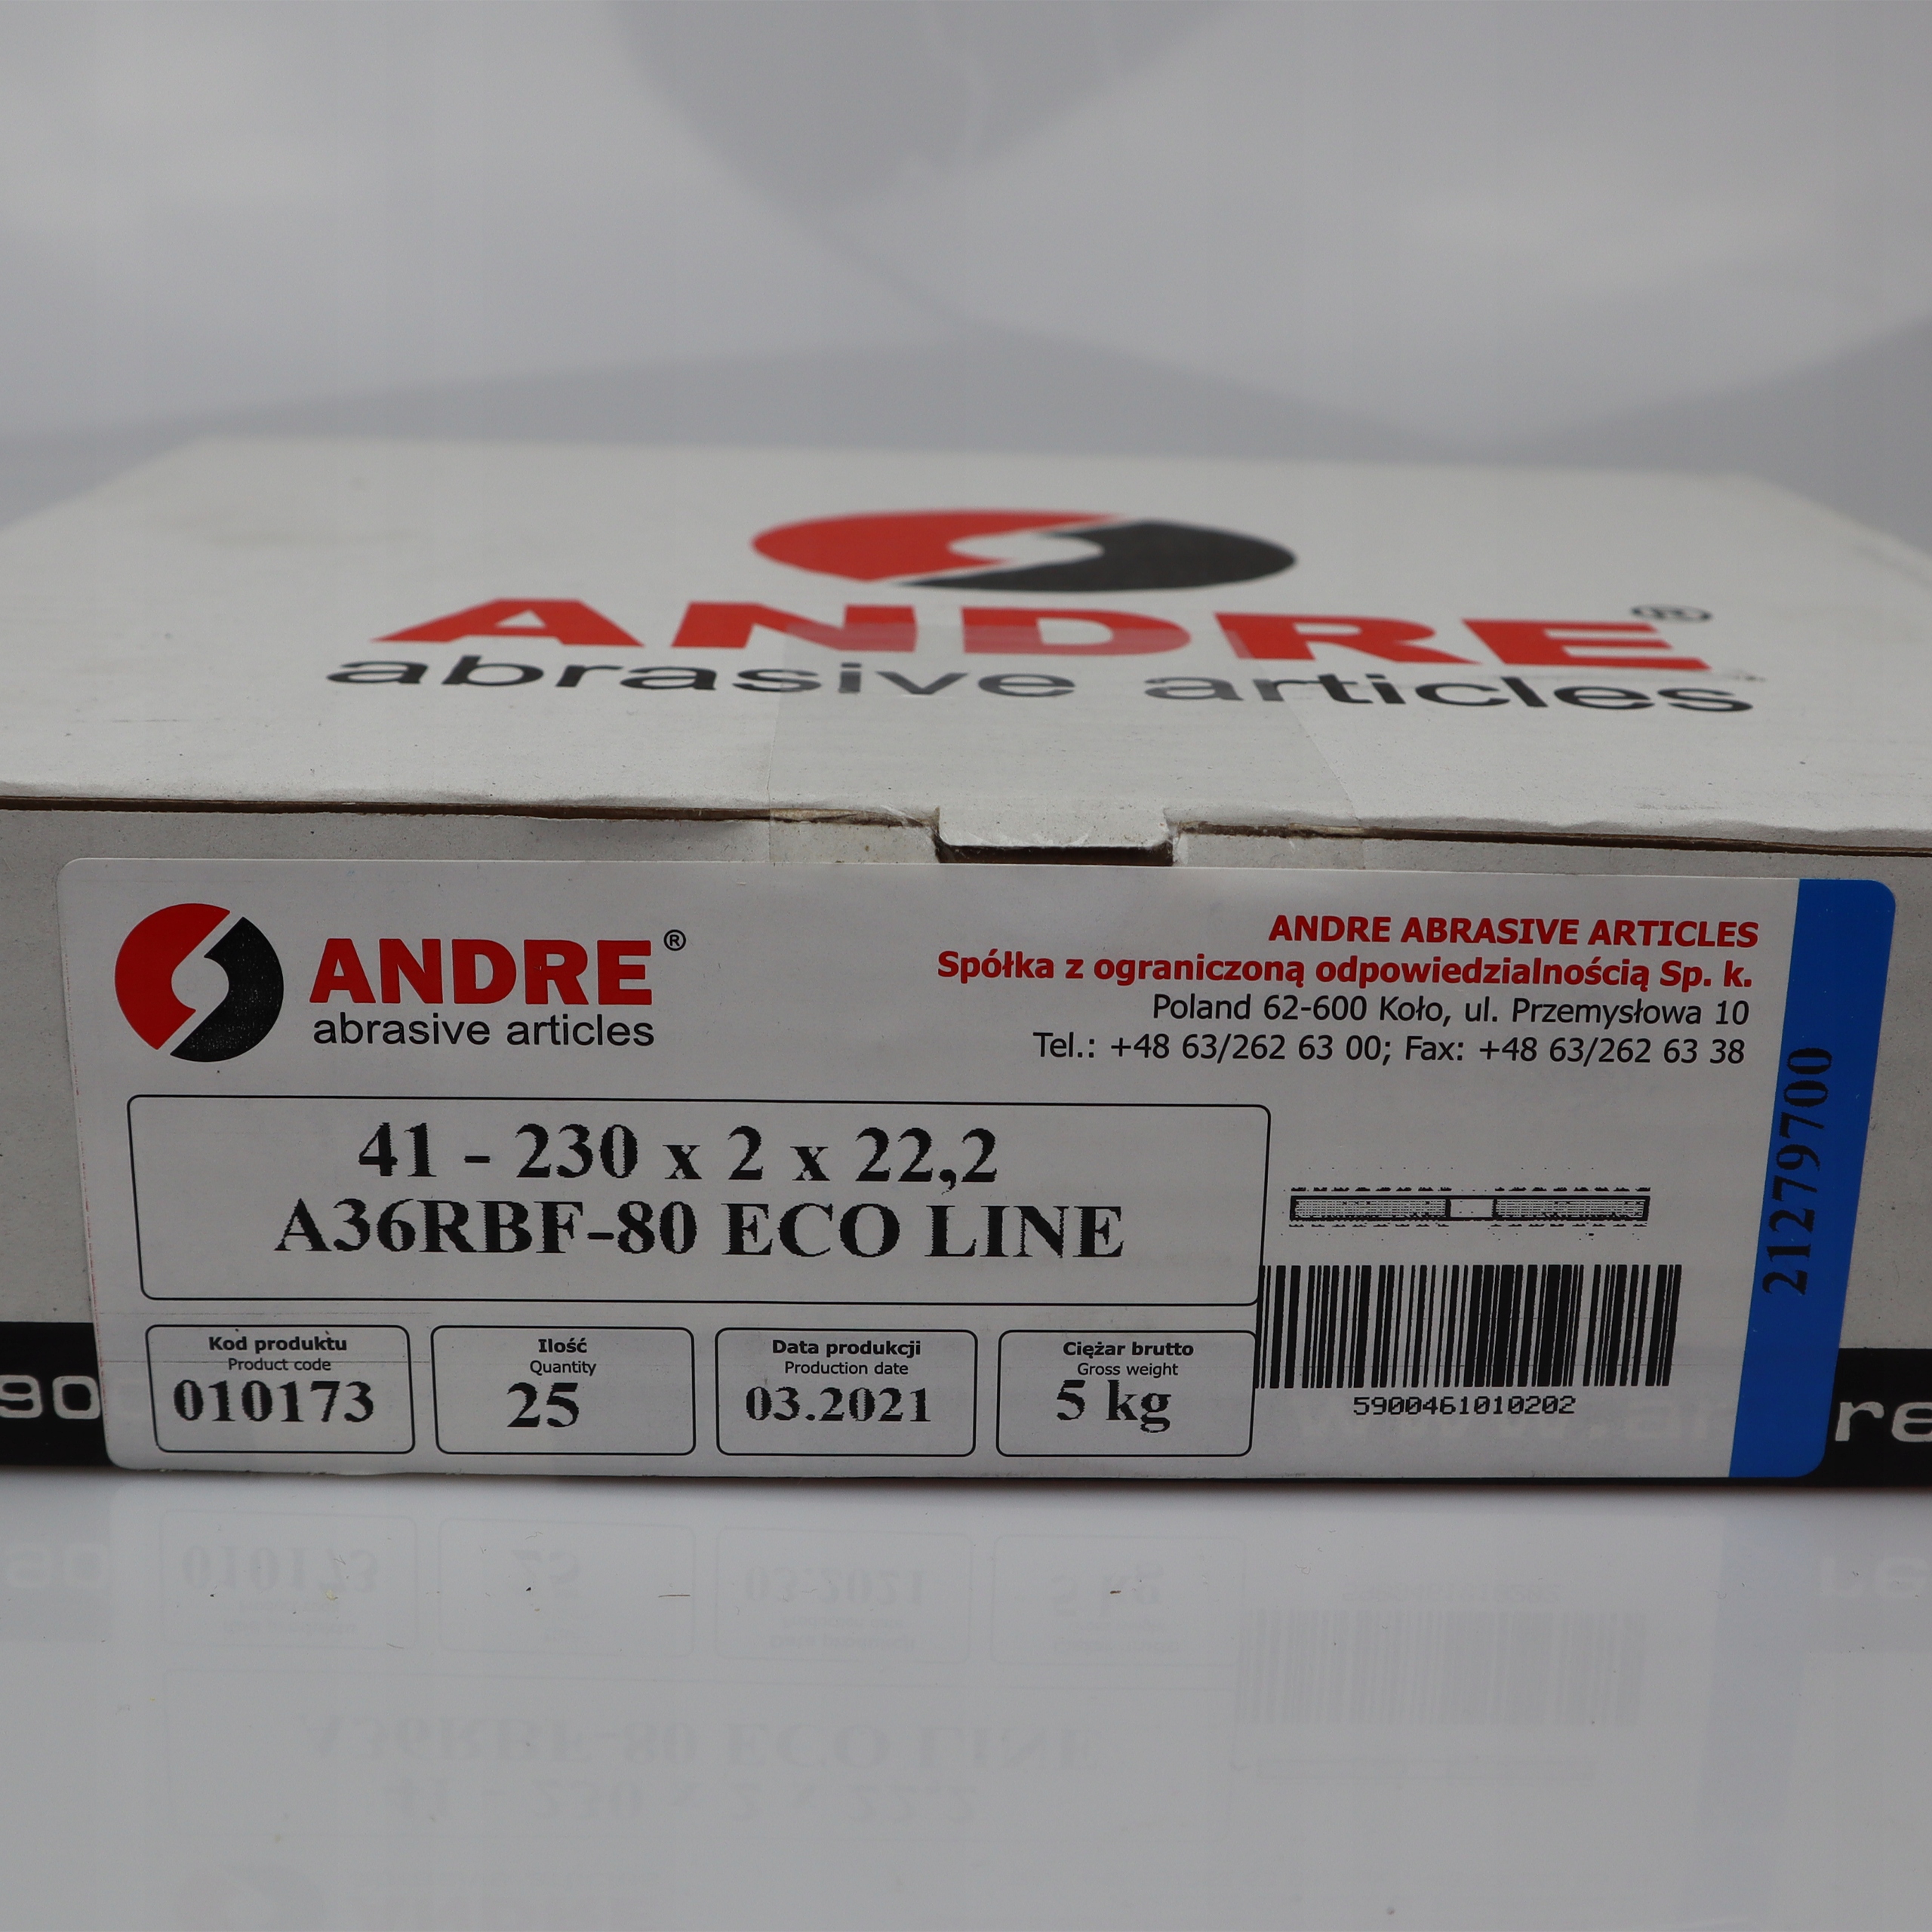 ANDRE®
abrasive articles
ANDRE®
abrasive articles
ANDRE ABRASIVE ARTICLES
Spółka z ograniczoną odpowiedzialnością Sp. k.
Poland 62-600 Koło, ul. Przemysłowa 10
Tel.: +48 63/262 63 00; Fax: +48 63/262 63 38
21279700
41 - 230 x 2 x 22,2
A36RBF-80 ECO LINE
Kod produktu
Product code
010173
Ilość
Quantity
25
Data produkcji
Production date
03.2021
Ciężar brutto
Gross weight
5 kg
5900461010202
90
re